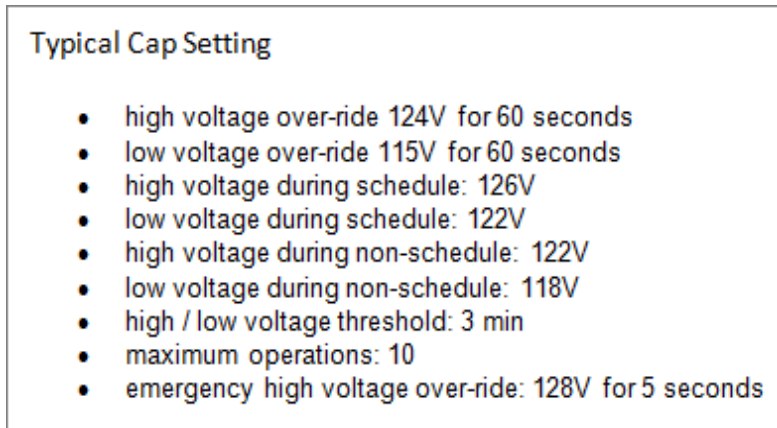 Typical Cap Setting
• high voltage over-ride 124V for 60 seconds
• low voltage over-ride 115V for 60 seconds
• high voltage during schedule: 126V
• low voltage during schedule: 122V
• high voltage during non-schedule: 122V
• low voltage during non-schedule: 118V
• high / low voltage threshold: 3 min
• maximum operations: 10
• emergency high voltage over-ride: 128V for 5 seconds